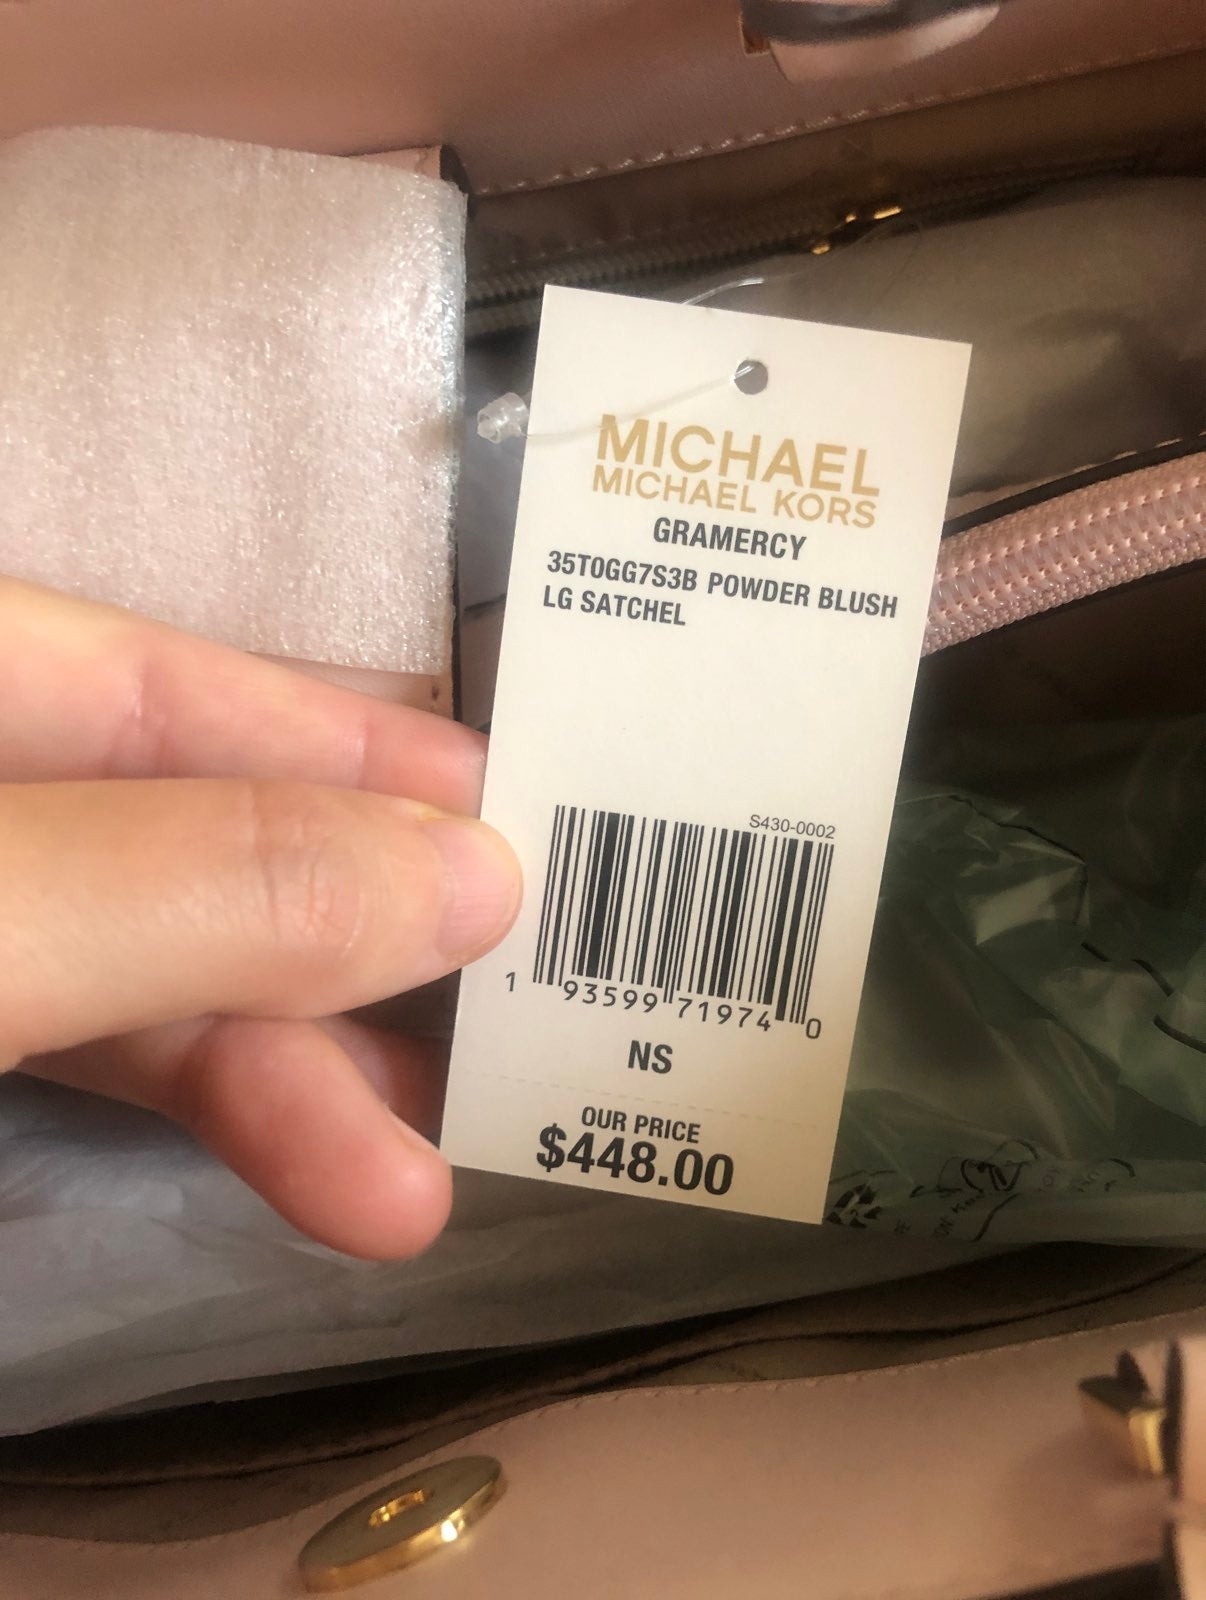 MICHAEL
MICHAEL KORS
GRAMERCY
35T0GG7S3B POWDER BLUSH
LG SATCHEL
S430-0002
1 93599 71974 0
NS
OUR PRICE
$448.00